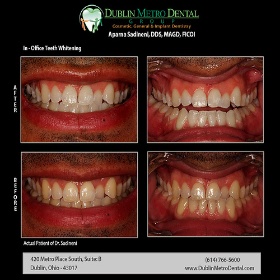 DUBLIN METRO DENTAL
GROUP
Cosmetic, General & Implant Dentistry
Aparna Sadineni, DDS, MAGD, FICOI
In-Office Teeth Whitening
AFTER
BEFORE
Actual Patient of Dr. Sadineni
420 Metro Place South, Suite: B
Dublin, Ohio - 43017
(614)766-5600
www.DublinMetroDental.com